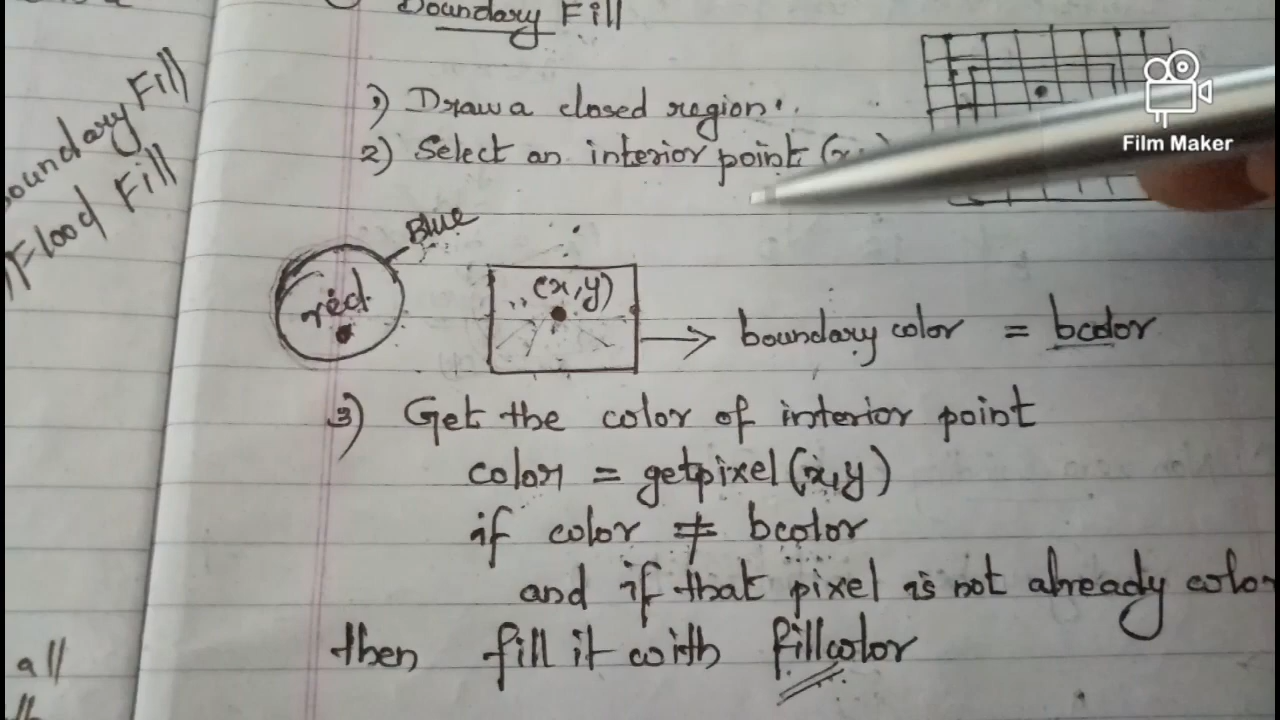 Boundary Fill
1) Draw a closed region.
2) Select an interior point (x,
Boundary Fill
Flood Fill
Blue
red
(x,y)
boundary color = bcolor
3) Get the color of interior point
color = getpixel(x,y)
if color ≠ bcolor
and if that pixel is not already color
then fill it with fillcolor
all
Film Maker